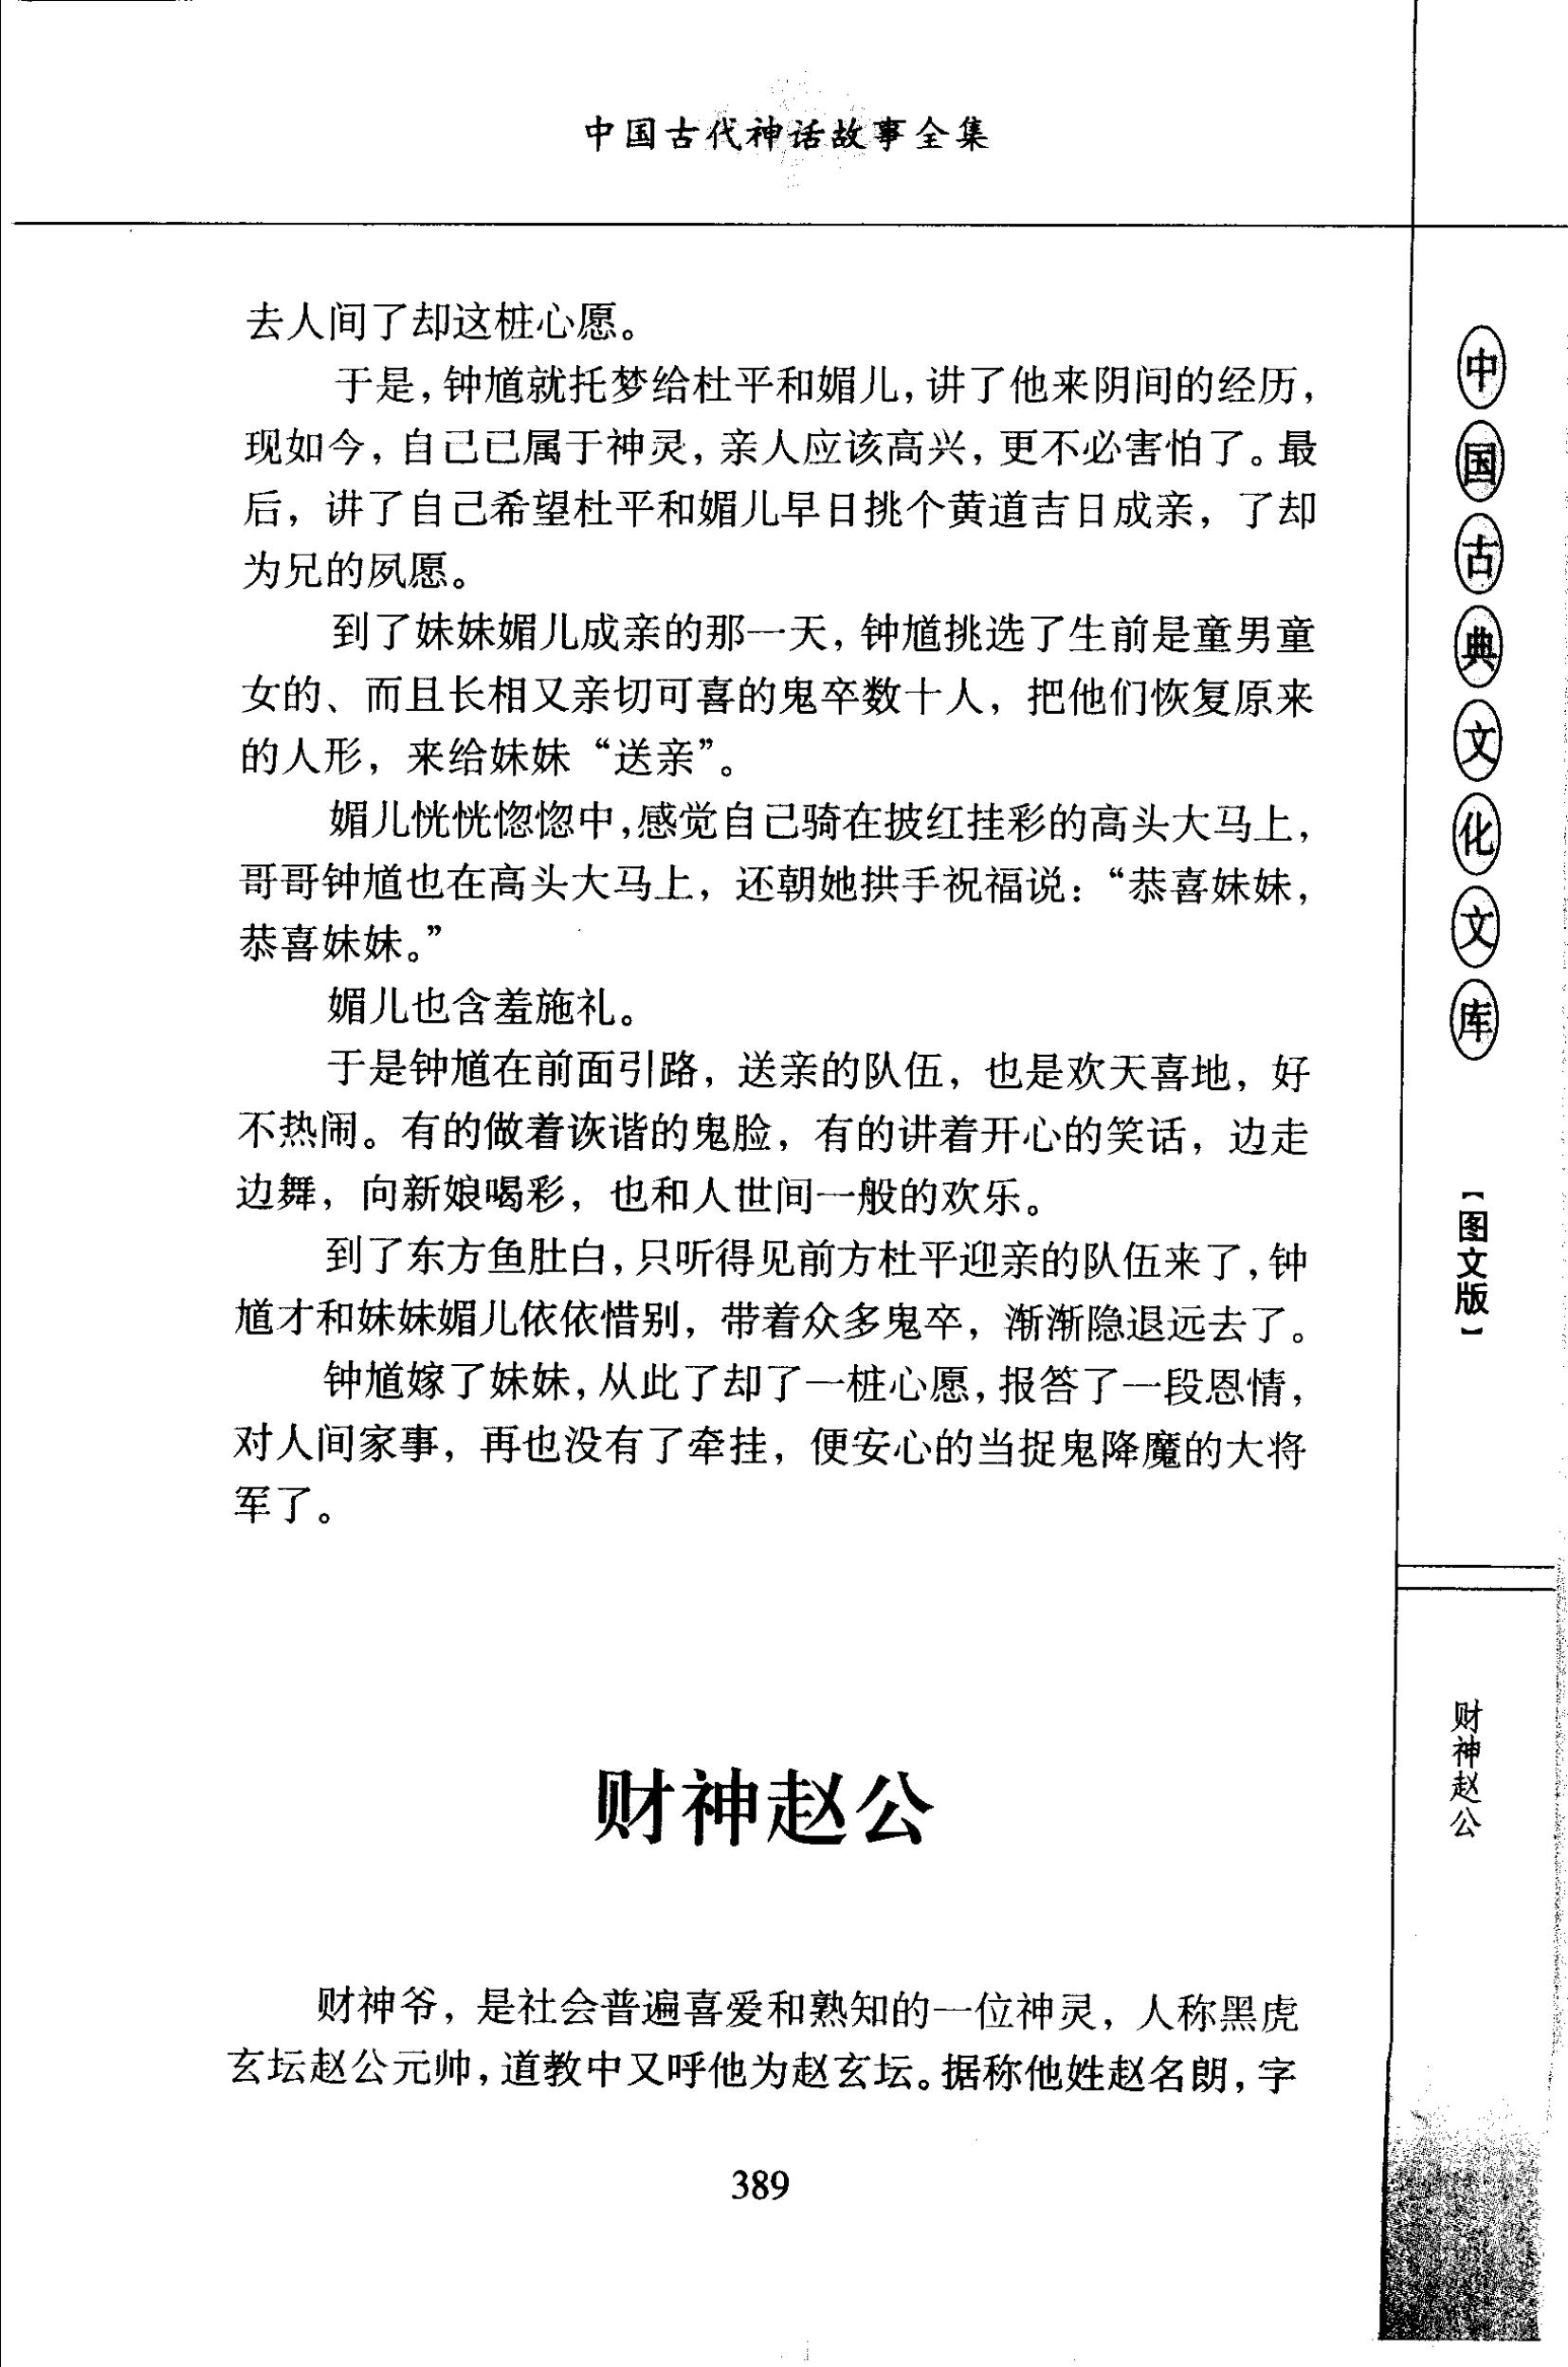 中国古代神话故事全集
去人间了却这桩心愿。
于是，钟馗就托梦给杜平和媚儿，讲了他来阴间的经历，
现如今，自己已属于神灵，亲人应该高兴，更不必害怕了。最
后，讲了自己希望杜平和媚儿早日挑个黄道吉日成亲，了却
为兄的夙愿。
到了妹妹媚儿成亲的那一天，钟馗挑选了生前是童男童
女的、而且长相又亲切可喜的鬼卒数十人，把他们恢复原来
的人形，来给妹妹“送亲”。
媚儿恍恍惚惚中，感觉自己骑在披红挂彩的高头大马上，
哥哥钟馗也在高头大马上，还朝她拱手祝福说：“恭喜妹妹，
恭喜妹妹。”
媚儿也含羞施礼。
于是钟馗在前面引路，送亲的队伍，也是欢天喜地，好
不热闹。有的做着诙谐的鬼脸，有的讲着开心的笑话，边走
边舞，向新娘喝彩，也和人世间一般的欢乐。
到了东方鱼肚白，只听得见前方杜平迎亲的队伍来了，钟
馗才和妹妹媚儿依依惜别，带着众多鬼卒，渐渐隐退远去了。
钟馗嫁了妹妹，从此了却了一桩心愿，报答了一段恩情，
对人间家事，再也没有了牵挂，便安心的当捉鬼降魔的大将
军了。
财神赵公
财神爷，是社会普遍喜爱和熟知的一位神灵，人称黑虎
玄坛赵公元帅，道教中又呼他为赵玄坛。据称他姓赵名朗，字
389
中国古典文化文库
【图文版】
财神赵公